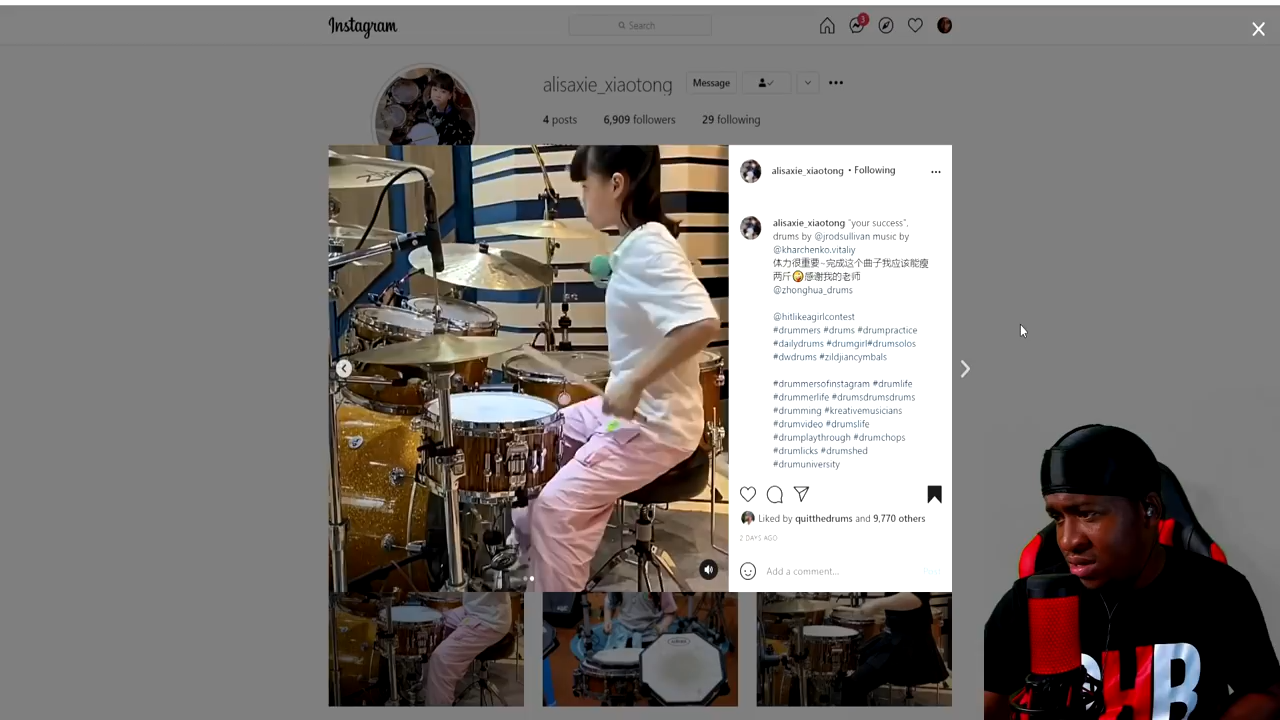 Instagram
Search
3
alisaxie_xiaotong
Message
4 posts
6,909 followers
29 following
alisaxie_xiaotong • Following
alisaxie_xiaotong "your success".
drums by @jrodsullivan music by
@kharchenko.vitaliy
体力很重要~完成这个曲子我应该能瘦
两斤😜感谢我的老师
@zhonghua_drums
@hitlikeagirlcontest
#drummers #drums #drumpractice
#dailydrums #drumgirl#drumsolos
#dwdrums #zildjiancymbals
#drummersofinstagram #drumlife
#drummerlife #drumsdrumsdrums
#drumming #kreativemusicians
#drumvideo #drumslife
#drumplaythrough #drumchops
#drumlicks #drumshed
#drumuniversity
Liked by quitthedrums and 9,770 others
2 DAYS AGO
Add a comment...
Post
HB